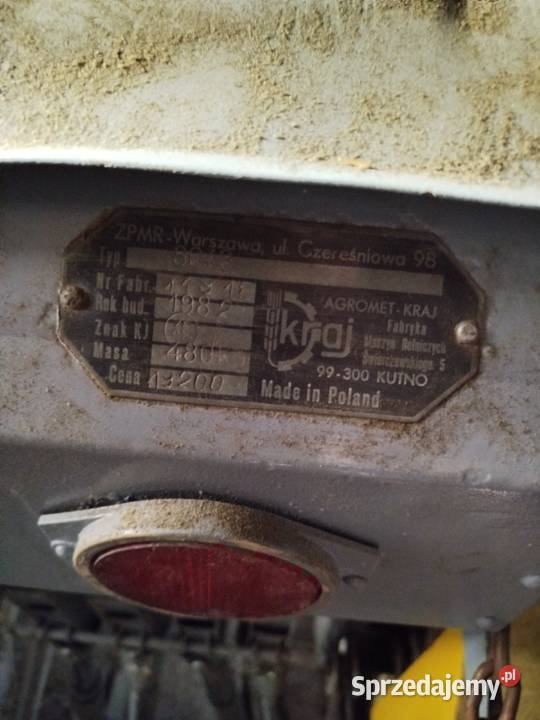 ZPMR-Warszawa, ul. Czereśniowa 98
Typ
Nr Fabr.
Rok bud. 1982
Znak KJ
Masa 480
Cena 13200
kraj
AGROMET-KRAJ
Fabryka
Maszyn Rolniczych
Świerczewskiego 5
99-300 KUTNO
Made in Poland
Sprzedajemy.pl